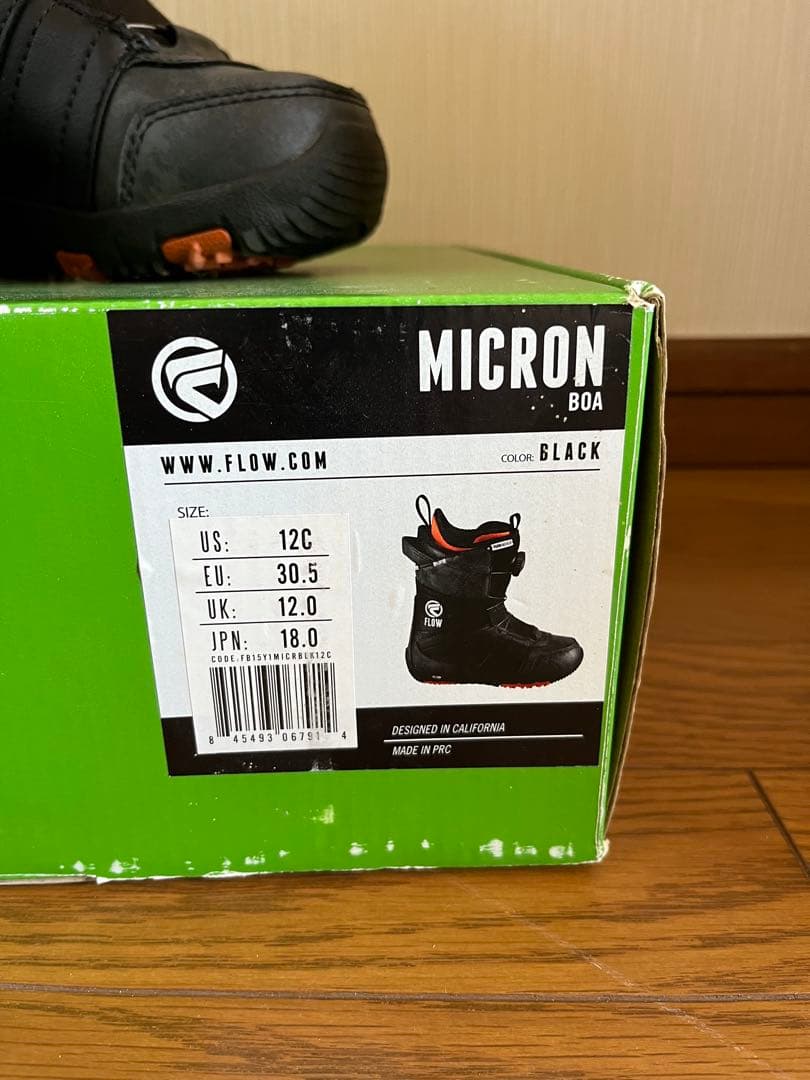 MICRON
BOA
WWW.FLOW.COM
COLOR: BLACK
SIZE:
US: 12C
EU: 30.5
UK: 12.0
JPN: 18.0
CODE:FB15Y1MICRBLK12C
8 45493 06791 4
FLOW
DESIGNED IN CALIFORNIA
MADE IN PRC